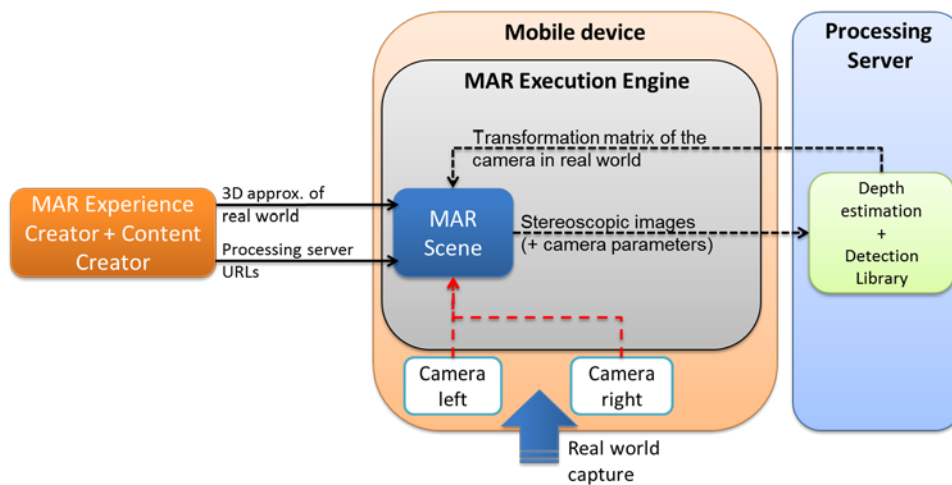 Mobile device
Processing
Server
MAR Execution Engine
Transformation matrix of the
camera in real world
3D approx. of
real world
MAR Experience
Creator + Content
Creator
Processing server
URLs
MAR
Scene
Stereoscopic images
(+ camera parameters)
Depth
estimation
+
Detection
Library
Camera
left
Camera
right
Real world
capture